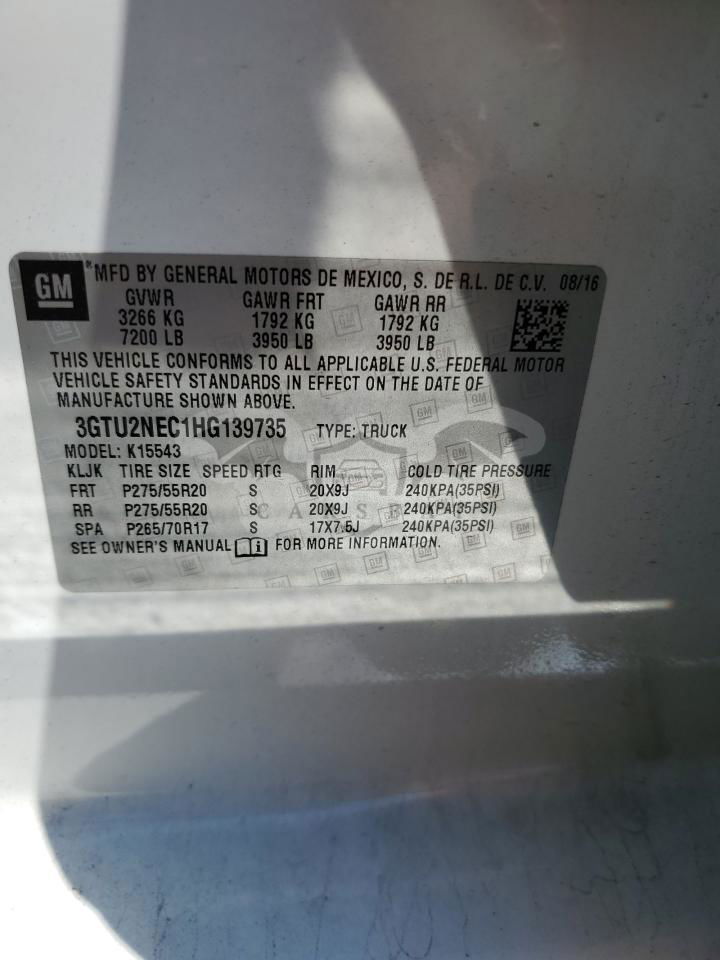 GM
MFD BY GENERAL MOTORS DE MEXICO, S. DE R.L. DE C.V. 08/16
GVWR GAWR FRT GAWR RR
3266 KG 1792 KG 1792 KG
7200 LB 3950 LB 3950 LB
THIS VEHICLE CONFORMS TO ALL APPLICABLE U.S. FEDERAL MOTOR
VEHICLE SAFETY STANDARDS IN EFFECT ON THE DATE OF
MANUFACTURE SHOWN ABOVE.
3GTU2NEC1HG139735 TYPE: TRUCK
MODEL: K15543
KLJK TIRE SIZE SPEED RTG RIM COLD TIRE PRESSURE
FRT P275/55R20 S 20X9J 240KPA(35PSI)
RR P275/55R20 S 20X9J 240KPA(35PSI)
SPA P265/70R17 S 17X7.5J 240KPA(35PSI)
SEE OWNER'S MANUAL FOR MORE INFORMATION.